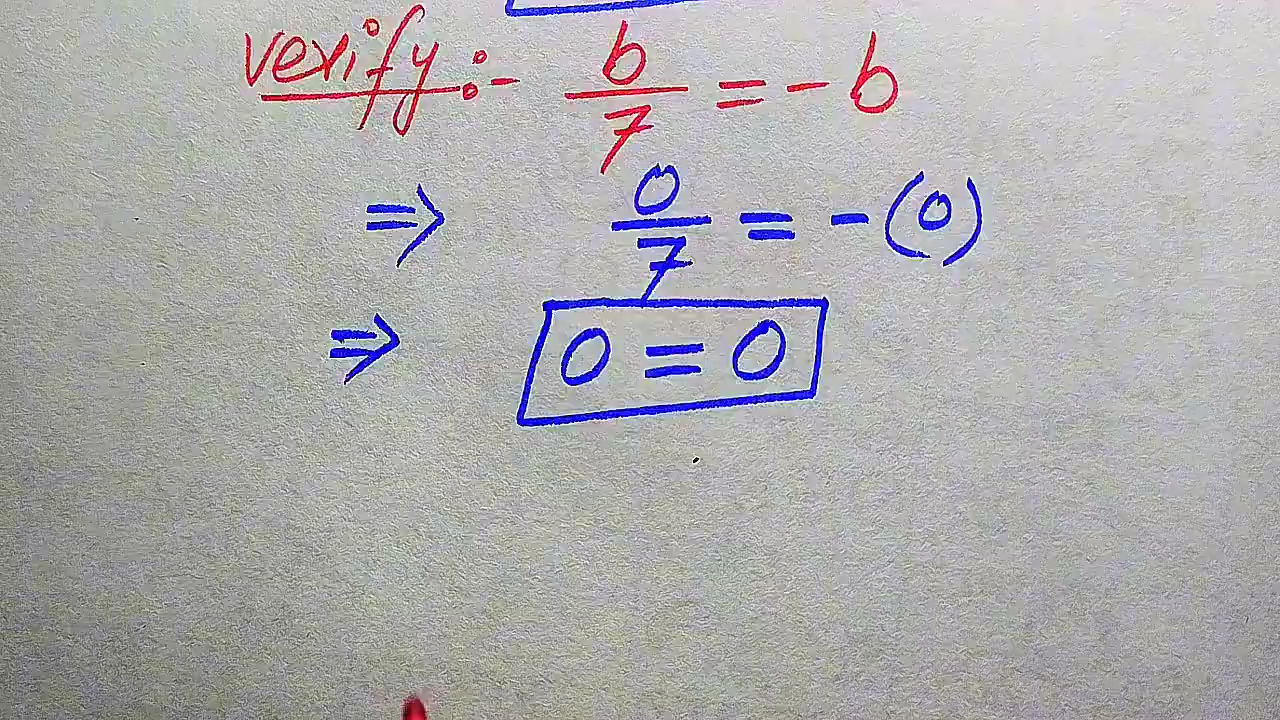 verify :- b/7 = - b
⇒ 0/7 = - (0)
⇒ 0 = 0